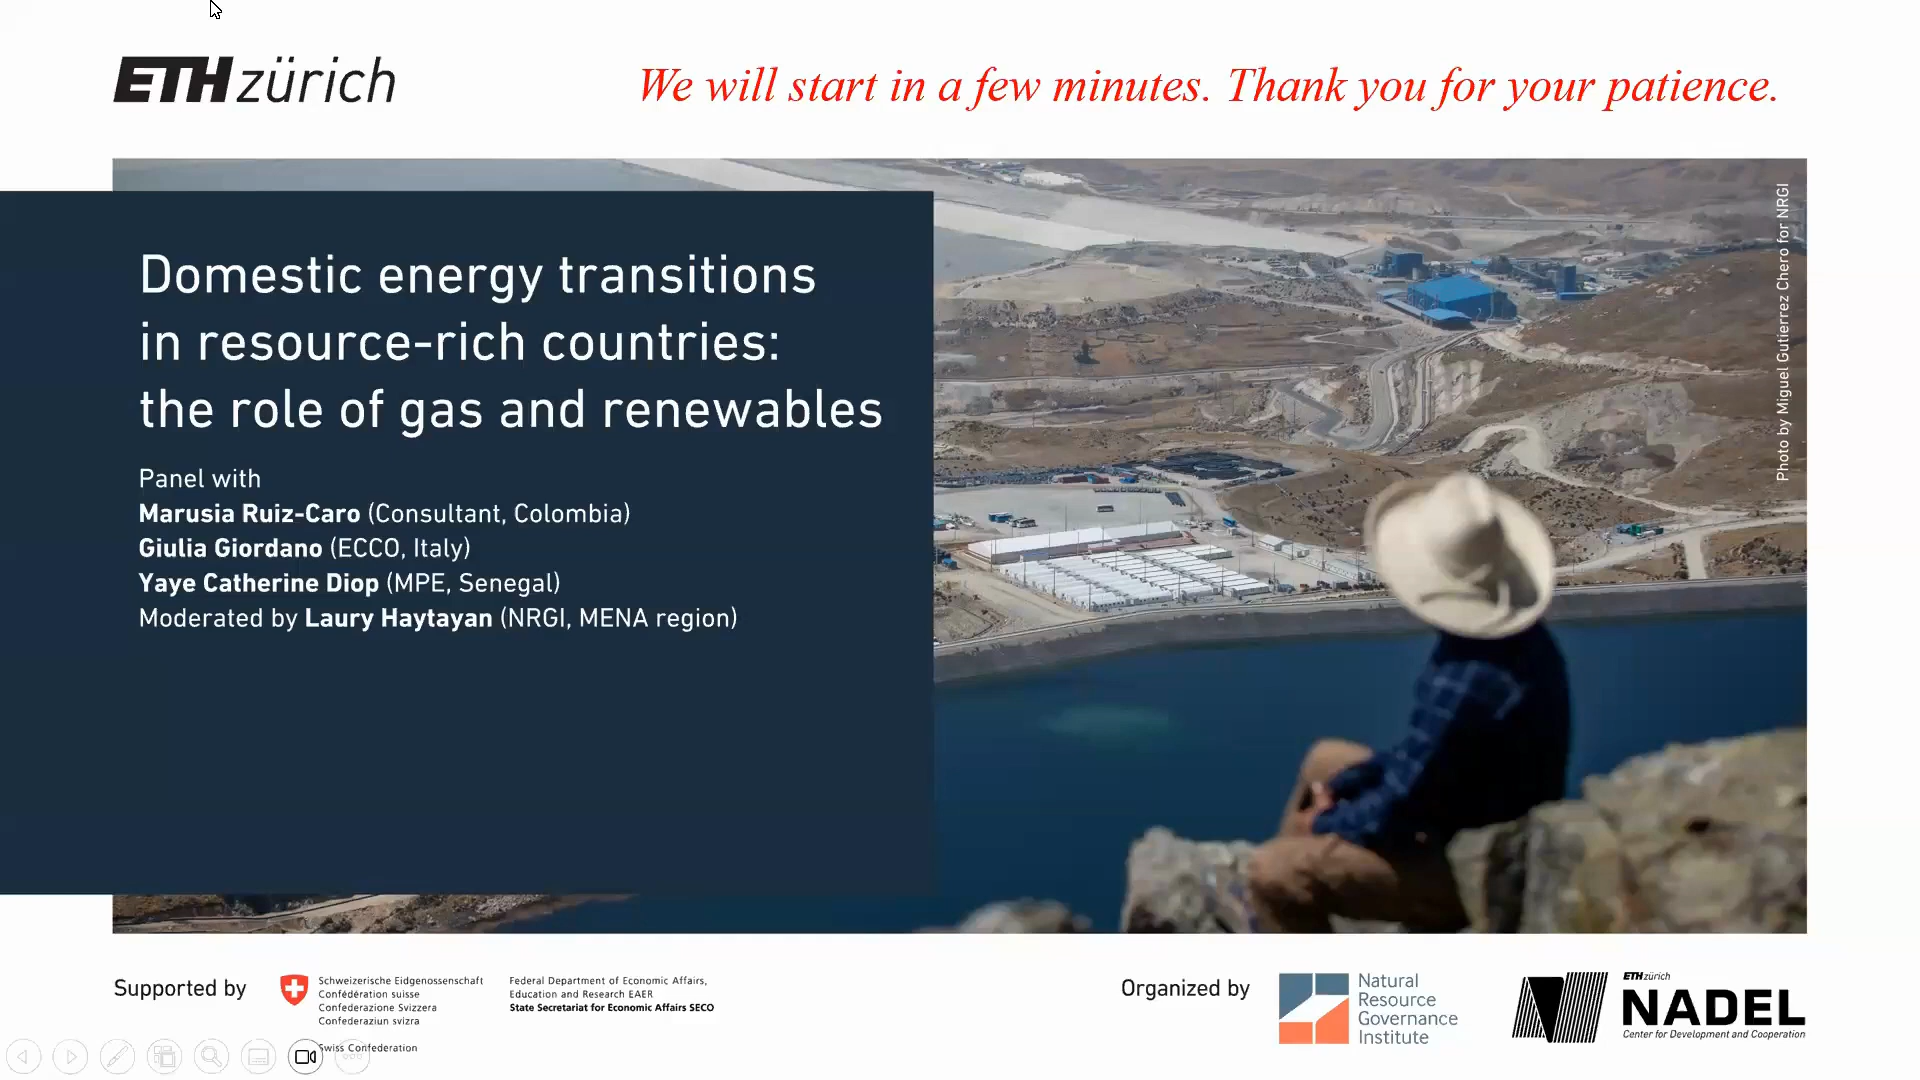 ETH zürich
We will start in a few minutes. Thank you for your patience.
Photo by Miguel Gutierrez Chero for NRGI
Domestic energy transitions
in resource-rich countries:
the role of gas and renewables
Panel with
Marusia Ruiz-Caro (Consultant, Colombia)
Giulia Giordano (ECCO, Italy)
Yaye Catherine Diop (MPE, Senegal)
Moderated by Laury Haytayan (NRGI, MENA region)
Supported by
Schweizerische Eidgenossenschaft
Confédération suisse
Confederazione Svizzera
Confederaziun svizra
Swiss Confederation
Federal Department of Economic Affairs,
Education and Research EAER
State Secretariat for Economic Affairs SECO
Organized by
Natural
Resource
Governance
Institute
ETH zürich
NADEL
Center for Development and Cooperation